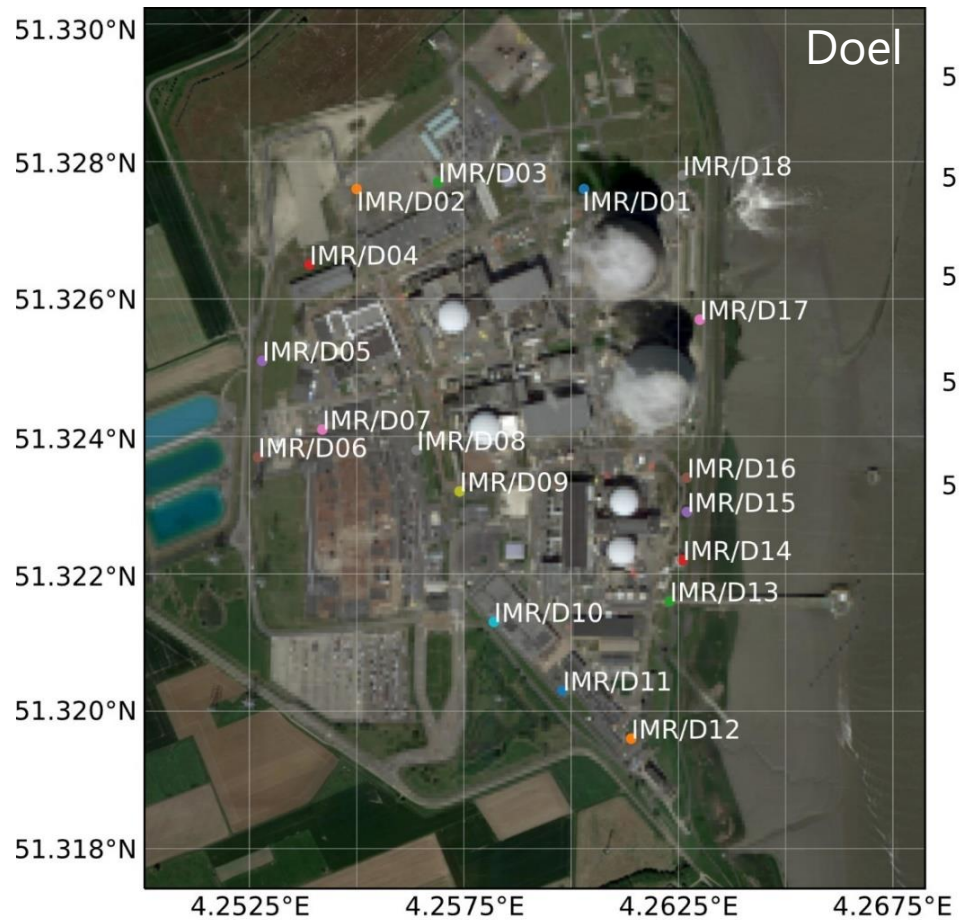 51.330°N
Doel
5
51.328°N
IMR/D18
5
IMR/D03
IMR/D02
IMR/D01
IMR/D04
5
51.326°N
IMR/D17
IMR/D05
5
IMR/D07
51.324°N
IMR/D08
IMR/D06
IMR/D16
IMR/D09
5
IMR/D15
IMR/D14
51.322°N
IMR/D13
IMR/D10
IMR/D11
51.320°N
IMR/D12
51.318°N
4.2525°E 4.2575°E 4.2625°E 4.2675°E